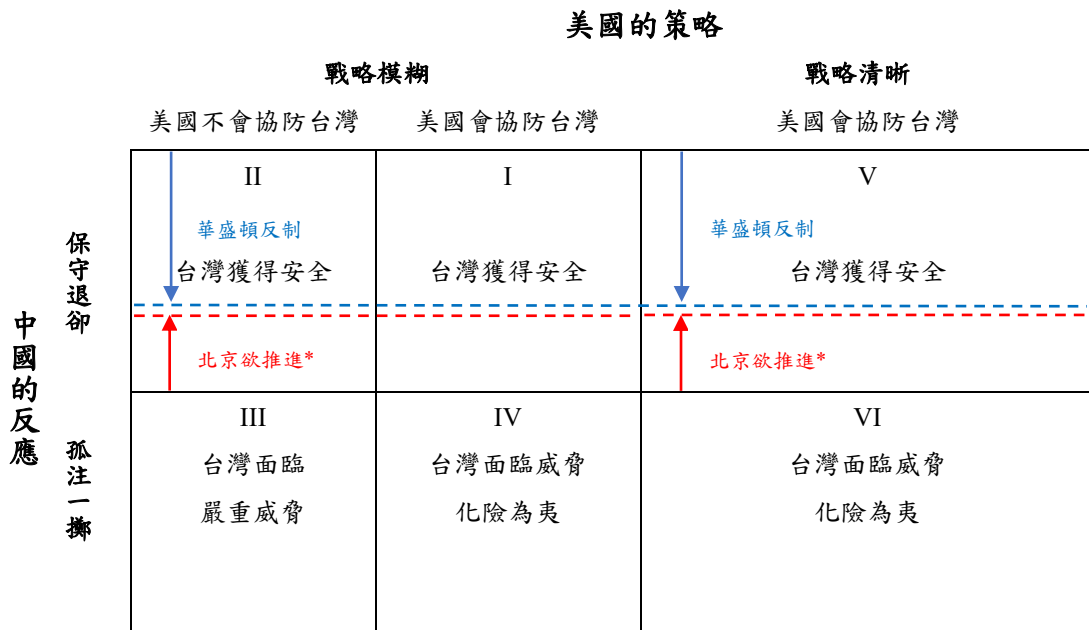 美國的策略
戰略模糊
戰略清晰
美國不會協防台灣
美國會協防台灣
美國會協防台灣
中國的反應
保守退卻
II
華盛頓反制
台灣獲得安全
北京欲推進*
I
台灣獲得安全
V
華盛頓反制
台灣獲得安全
北京欲推進*
孤注一擲
III
台灣面臨
嚴重威脅
IV
台灣面臨威脅
化險為夷
VI
台灣面臨威脅
化險為夷